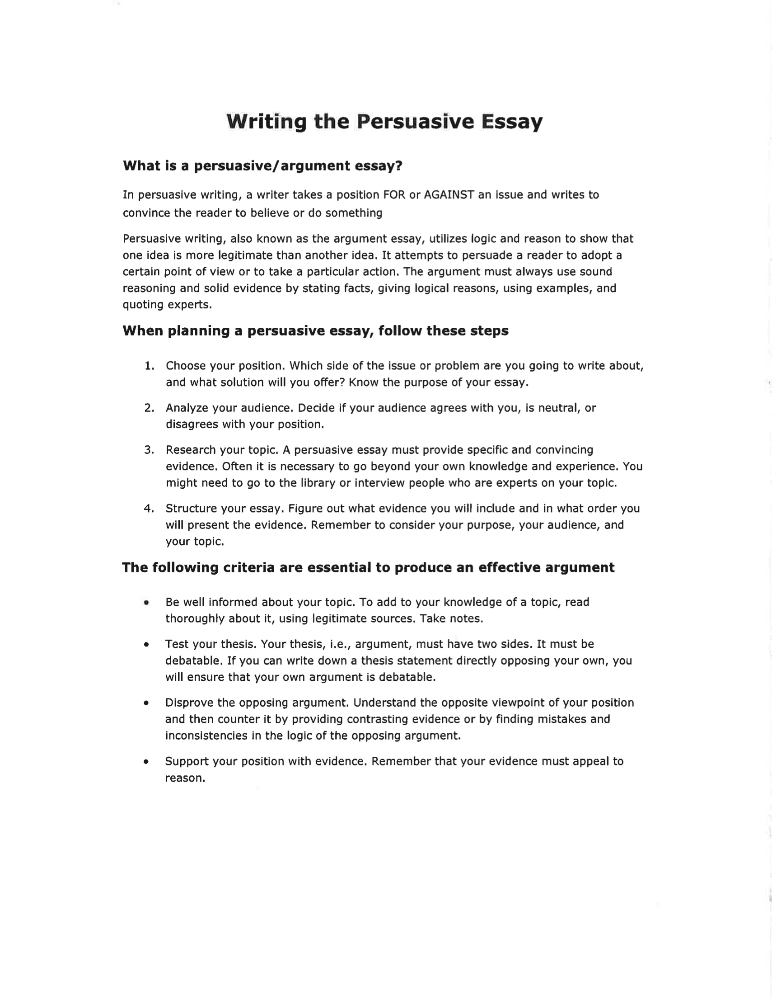 Writing the Persuasive Essay
What is a persuasive/argument essay?
In persuasive writing, a writer takes a position FOR or AGAINST an issue and writes to
convince the reader to believe or do something
Persuasive writing, also known as the argument essay, utilizes logic and reason to show that
one idea is more legitimate than another idea. It attempts to persuade a reader to adopt a
certain point of view or to take a particular action. The argument must always use sound
reasoning and solid evidence by stating facts, giving logical reasons, using examples, and
quoting experts.
When planning a persuasive essay, follow these steps
1. Choose your position. Which side of the issue or problem are you going to write about,
and what solution will you offer? Know the purpose of your essay.
2. Analyze your audience. Decide if your audience agrees with you, is neutral, or
disagrees with your position.
3. Research your topic. A persuasive essay must provide specific and convincing
evidence. Often it is necessary to go beyond your own knowledge and experience. You
might need to go to the library or interview people who are experts on your topic.
4. Structure your essay. Figure out what evidence you will include and in what order you
will present the evidence. Remember to consider your purpose, your audience, and
your topic.
The following criteria are essential to produce an effective argument
• Be well informed about your topic. To add to your knowledge of a topic, read
thoroughly about it, using legitimate sources. Take notes.
• Test your thesis. Your thesis, i.e., argument, must have two sides. It must be
debatable. If you can write down a thesis statement directly opposing your own, you
will ensure that your own argument is debatable.
• Disprove the opposing argument. Understand the opposite viewpoint of your position
and then counter it by providing contrasting evidence or by finding mistakes and
inconsistencies in the logic of the opposing argument.
• Support your position with evidence. Remember that your evidence must appeal to
reason.